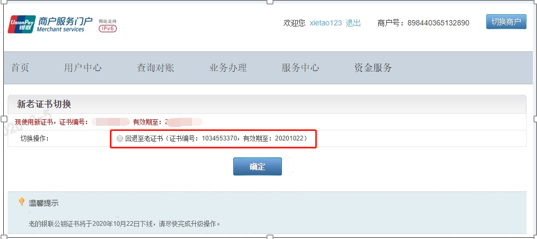 UnionPay 银联 商户服务门户 Merchant services 网络支持 IPv6 欢迎您 xietao123 退出 商户号：898440365132890 切换商户
首页 用户中心 查询对账 业务办理 服务中心 资金服务
新老证书切换
现使用新证书，证书编号： 有效期至：2
切换操作： 回退至老证书（证书编号：1034553370，有效期至：20201022）
确定
温馨提示
老的银联公钥证书将于2020年10月22日下线，请尽快完成升级操作。